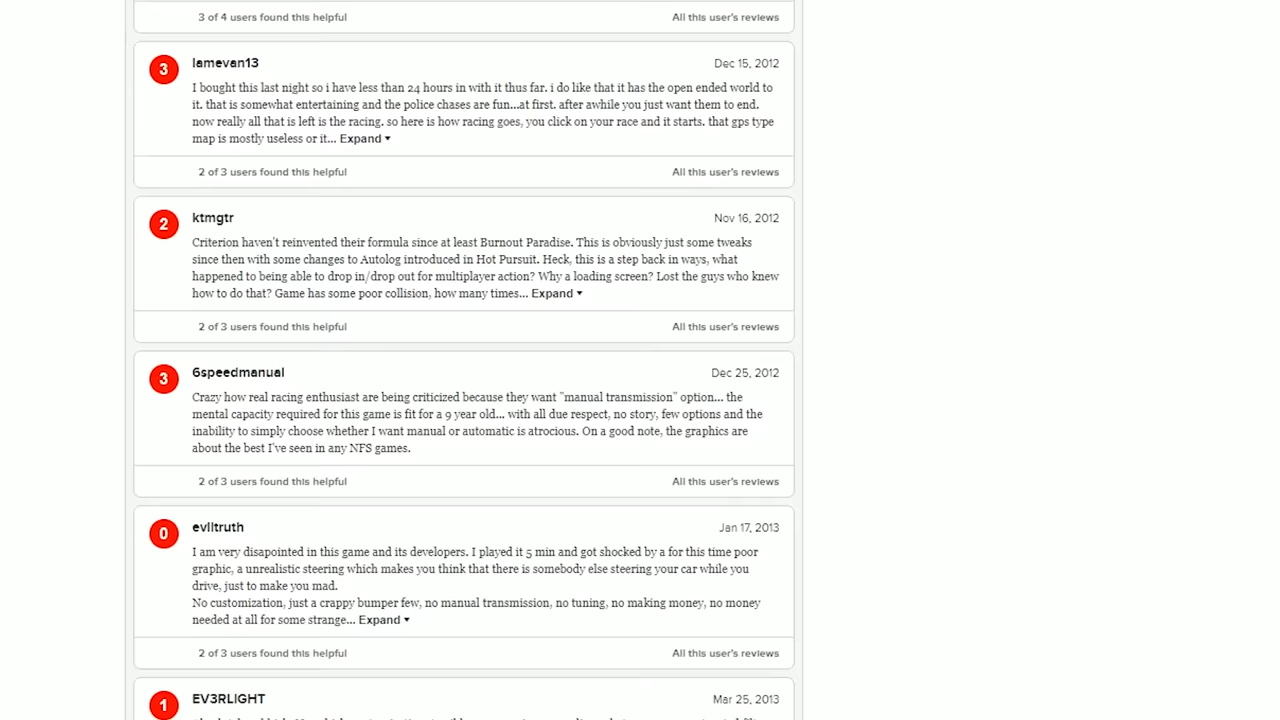 3 of 4 users found this helpful All this user's reviews
3 lamevan13 Dec 15, 2012
I bought this last night so i have less than 24 hours in with it thus far. i do like that it has the open ended world to
it. that is somewhat entertaining and the police chases are fun...at first. after awhile you just want them to end.
now really all that is left is the racing. so here is how racing goes, you click on your race and it starts. that gps type
map is mostly useless or it... Expand
2 of 3 users found this helpful All this user's reviews
2 ktmgtr Nov 16, 2012
Criterion haven't reinvented their formula since at least Burnout Paradise. This is obviously just some tweaks
since then with some changes to Autolog introduced in Hot Pursuit. Heck, this is a step back in ways, what
happened to being able to drop in/drop out for multiplayer action? Why a loading screen? Lost the guys who knew
how to do that? Game has some poor collision, how many times... Expand
2 of 3 users found this helpful All this user's reviews
3 6speedmanual Dec 25, 2012
Crazy how real racing enthusiast are being criticized because they want "manual transmission" option... the
mental capacity required for this game is fit for a 9 year old... with all due respect, no story, few options and the
inability to simply choose whether I want manual or automatic is atrocious. On a good note, the graphics are
about the best I've seen in any NFS games.
2 of 3 users found this helpful All this user's reviews
0 eviltruth Jan 17, 2013
I am very disapointed in this game and its developers. I played it 5 min and got shocked by a for this time poor
graphic, a unrealistic steering which makes you think that there is somebody else steering your car while you
drive, just to make you mad.
No customization, just a crappy bumper few, no manual transmission, no tuning, no making money, no money
needed at all for some strange... Expand
2 of 3 users found this helpful All this user's reviews
1 EV3RLIGHT Mar 25, 2013